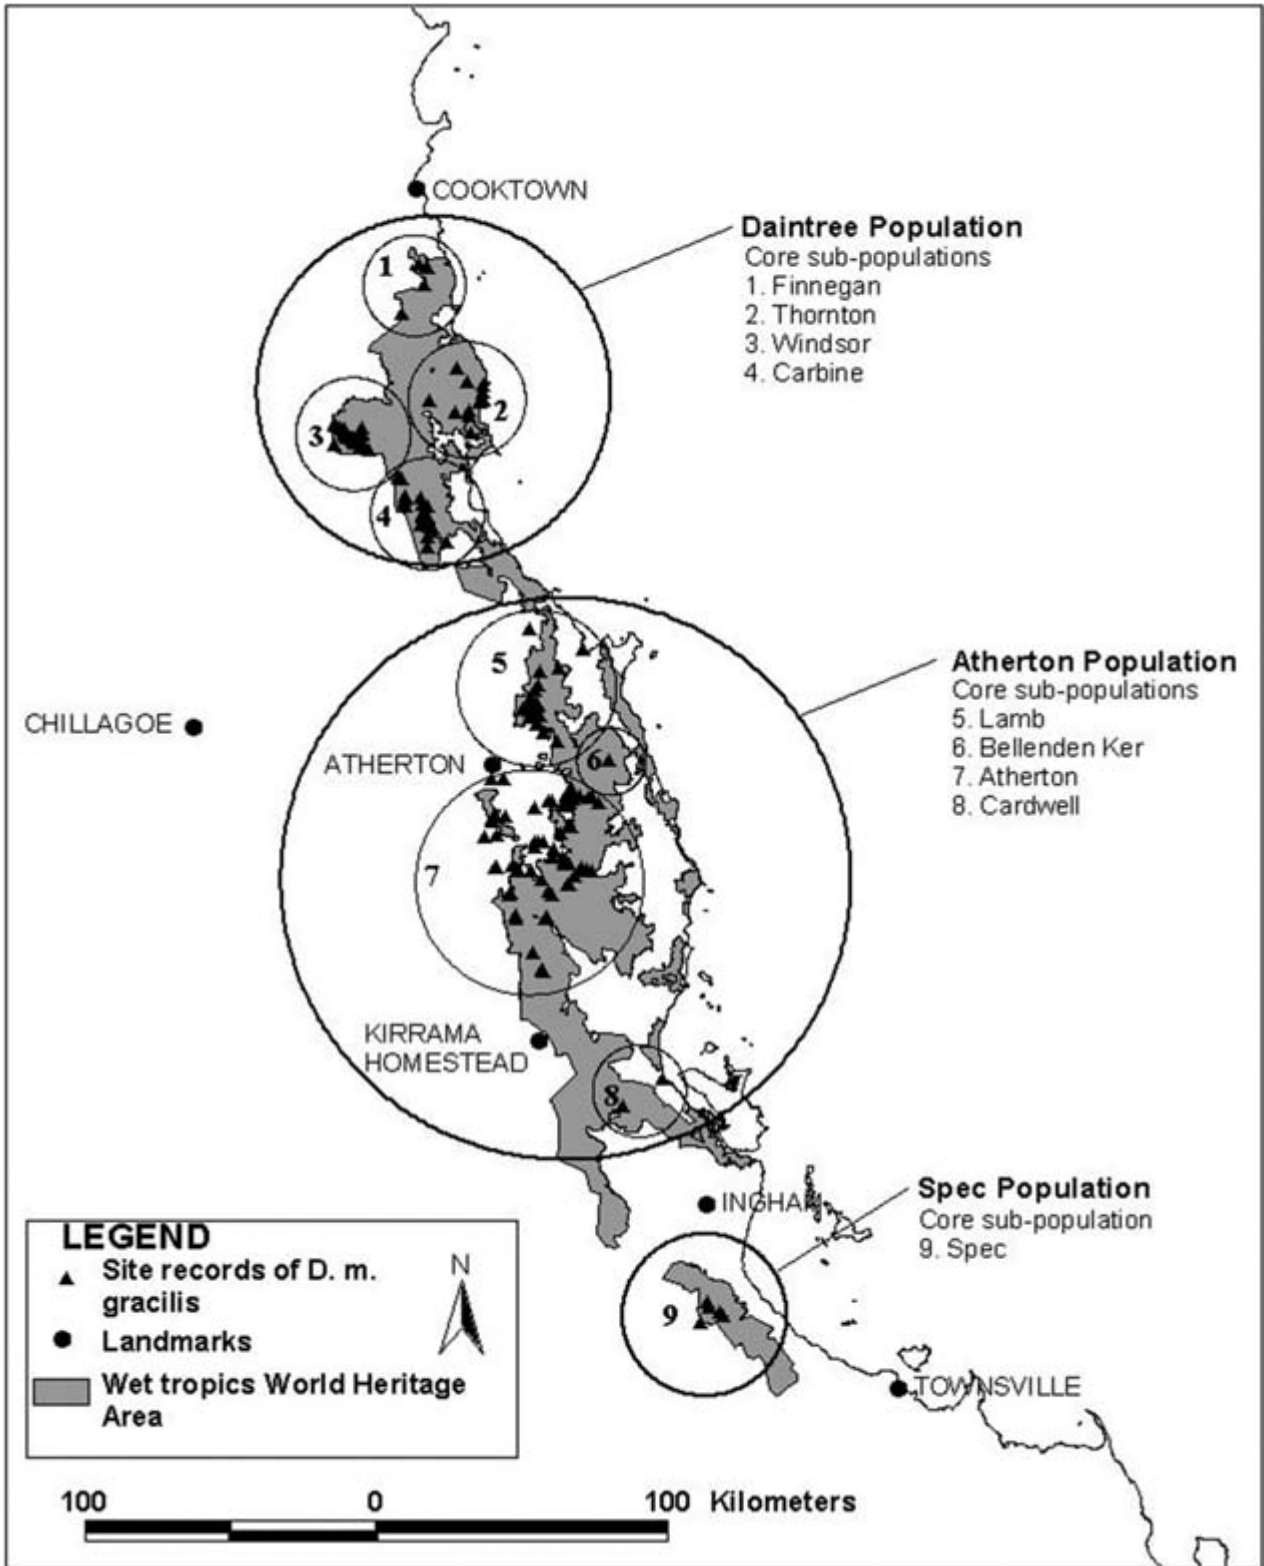 COOKTOWN
Daintree Population
Core sub-populations
1. Finnegan
2. Thornton
3. Windsor
4. Carbine
1
2
3
4
Atherton Population
Core sub-populations
5. Lamb
6. Bellenden Ker
7. Atherton
8. Cardwell
5
CHILLAGOE
ATHERTON
6
7
KIRRAMA
HOMESTEAD
8
INGHAM
Spec Population
Core sub-population
9. Spec
9
TOWNSVILLE
LEGEND
Site records of D. m.
gracilis
Landmarks
Wet tropics World Heritage
Area
N
100 0 100 Kilometers